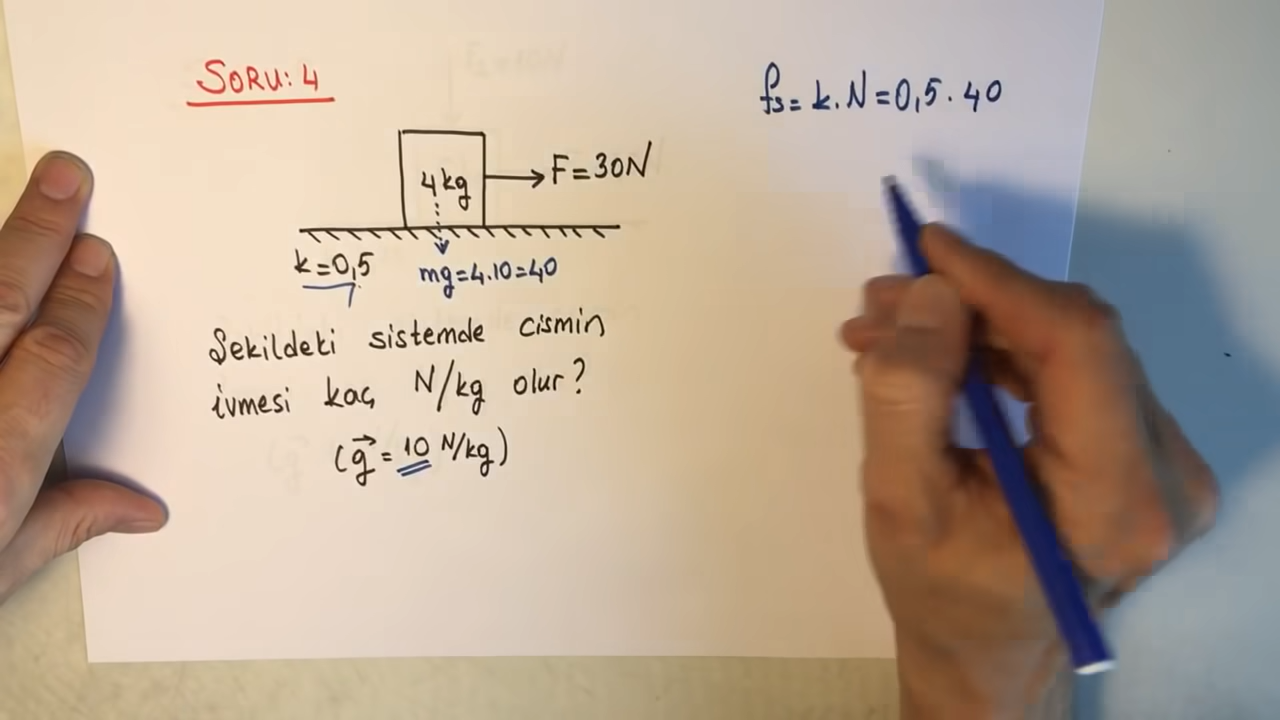 SORU: 4
fs = k.N = 0,5.40
4kg
F=30N
k=0,5
mg=4.10=40
Şekildeki sistemde cismin
ivmesi kaç N/kg olur?
(g⃗ = 10 N/kg)